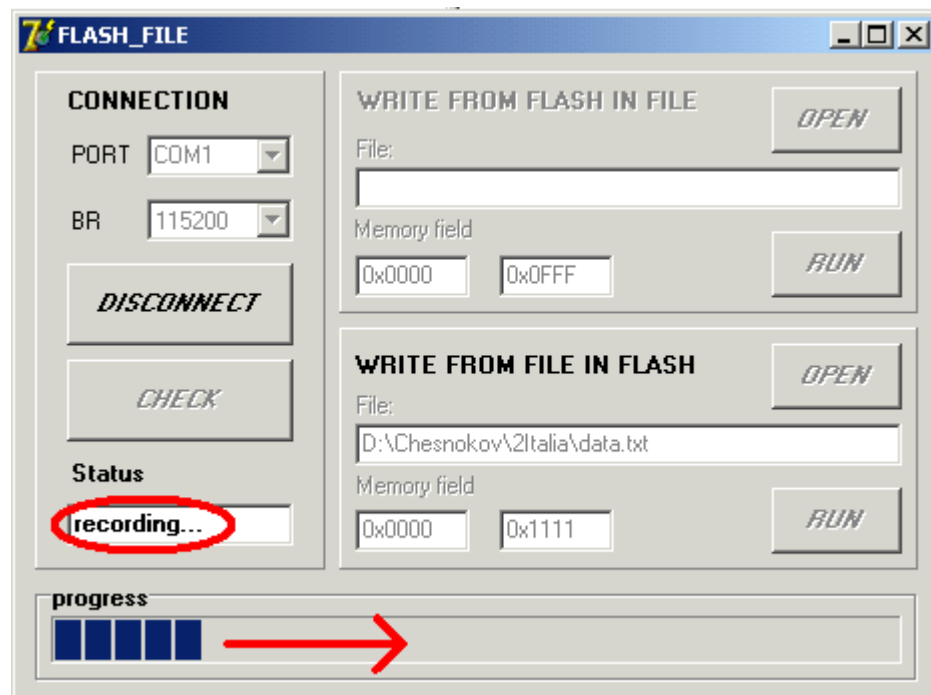 FLASH_FILE
CONNECTION
PORT COM1
BR 115200
DISCONNECT
CHECK
Status
recording...
WRITE FROM FLASH IN FILE
OPEN
File:
Memory field
0x0000 0x0FFF
RUN
WRITE FROM FILE IN FLASH
OPEN
File:
D:\Chesnokov\2Italia\data.txt
Memory field
0x0000 0x1111
RUN
progress